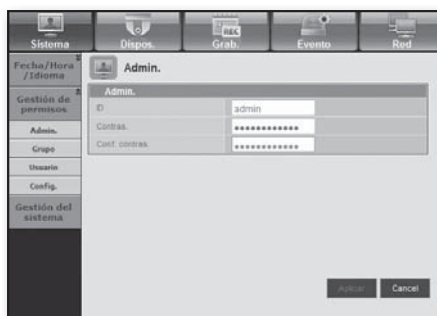 Sistema
Dispos.
Grab.
Evento
Red
REC
Fecha/Hora
/Idioma
Gestión de
permisos
Admin.
Grupo
Usuario
Config.
Gestión del
sistema
Admin.
Admin.
ID
admin
Contras.
************
Conf. contras.
************
Aplicar
Cancel